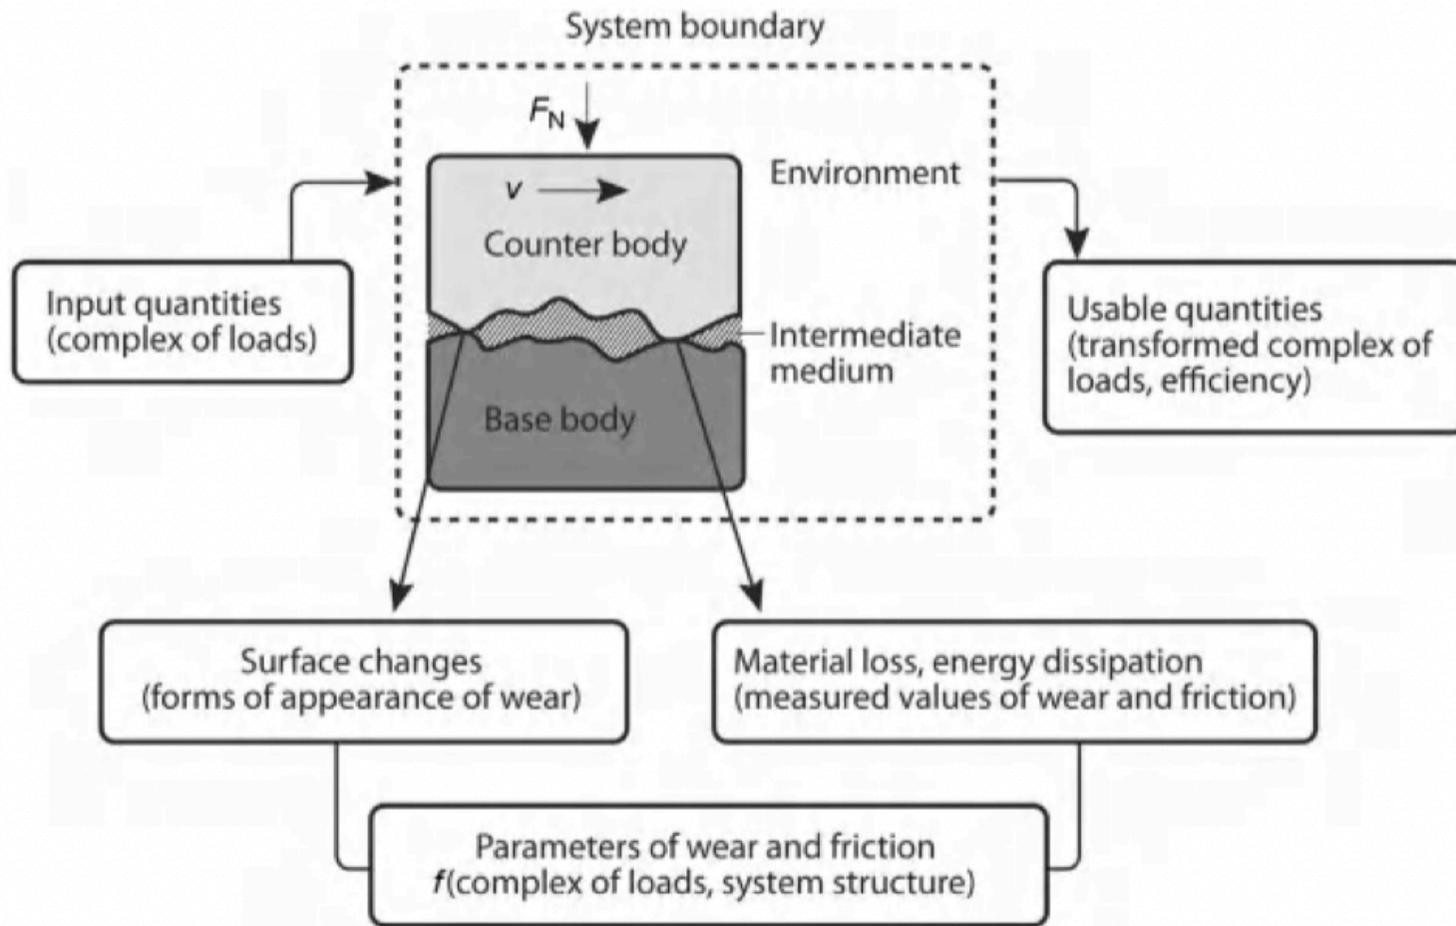 System boundary
F_N
Environment
v
Counter body
Input quantities
(complex of loads)
Intermediate
medium
Usable quantities
(transformed complex of
loads, efficiency)
Base body
Surface changes
(forms of appearance of wear)
Material loss, energy dissipation
(measured values of wear and friction)
Parameters of wear and friction
f(complex of loads, system structure)